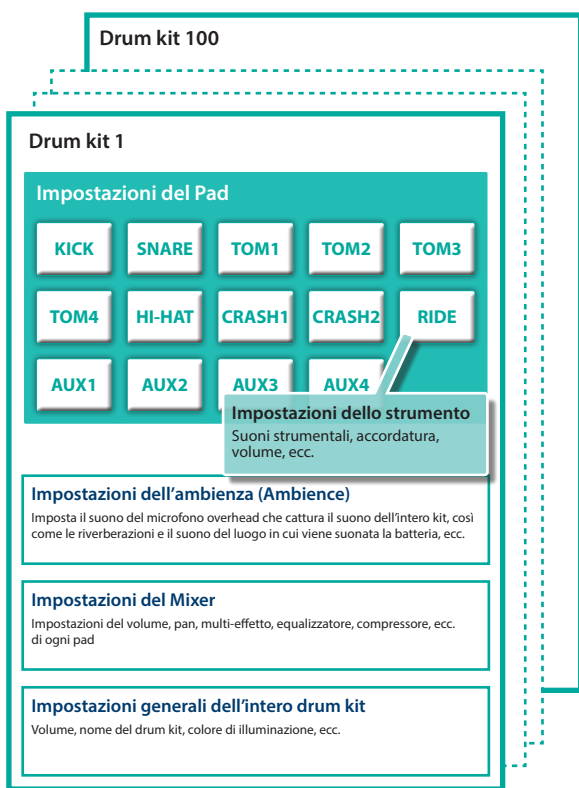 Drum kit 100
Drum kit 1
Impostazioni del Pad
KICK
SNARE
TOM1
TOM2
TOM3
TOM4
HI-HAT
CRASH1
CRASH2
RIDE
AUX1
AUX2
AUX3
AUX4
Impostazioni dello strumento
Suoni strumentali, accordatura,
volume, ecc.
Impostazioni dell’ambienza (Ambience)
Imposta il suono del microfono overhead che cattura il suono dell’intero kit, così
come le riverberazioni e il suono del luogo in cui viene suonata la batteria, ecc.
Impostazioni del Mixer
Impostazioni del volume, pan, multi-effetto, equalizzatore, compressore, ecc.
di ogni pad
Impostazioni generali dell’intero drum kit
Volume, nome del drum kit, colore di illuminazione, ecc.